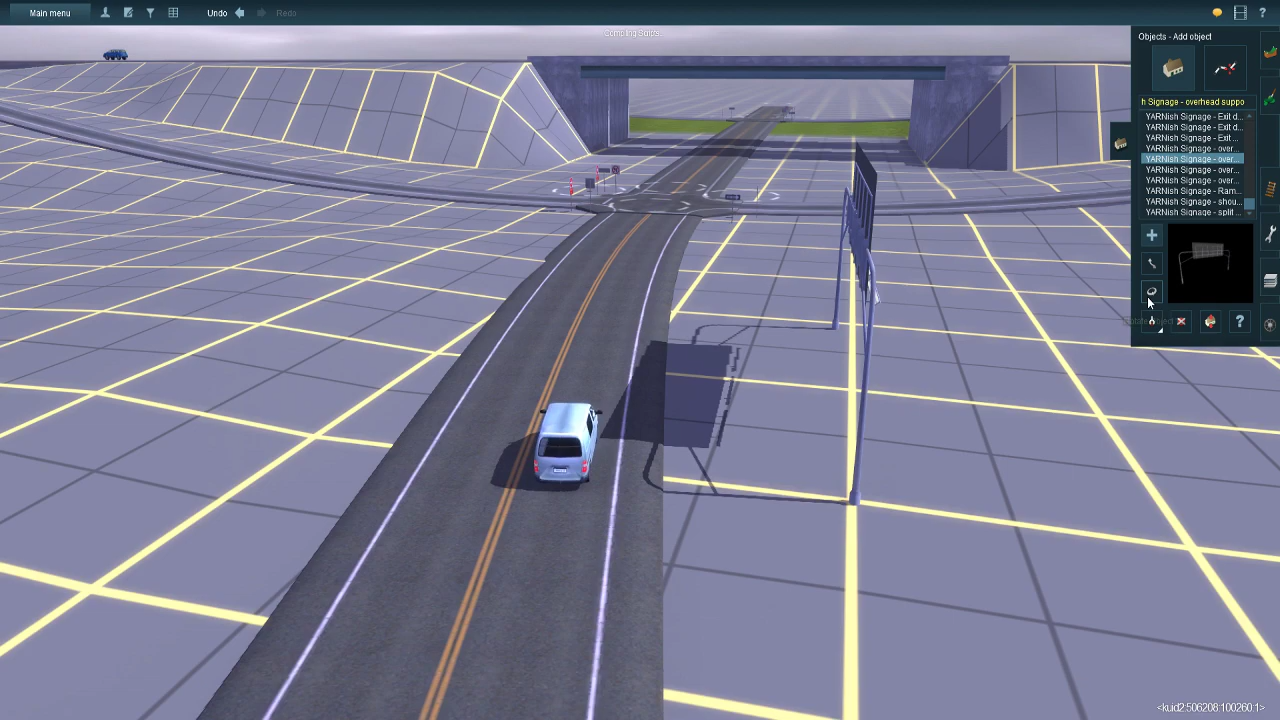 Main menu
Undo
Redo
Compiling Scripts..
Objects - Add object
h Signage - overhead suppo
YARNish Signage - Exit d...
YARNish Signage - Exit d...
YARNish Signage - Exit ...
YARNish Signage - over...
YARNish Signage - over...
YARNish Signage - over...
YARNish Signage - over...
YARNish Signage - Ram...
YARNish Signage - shou...
YARNish Signage - split ...
<kuid2:506208:100260:1>